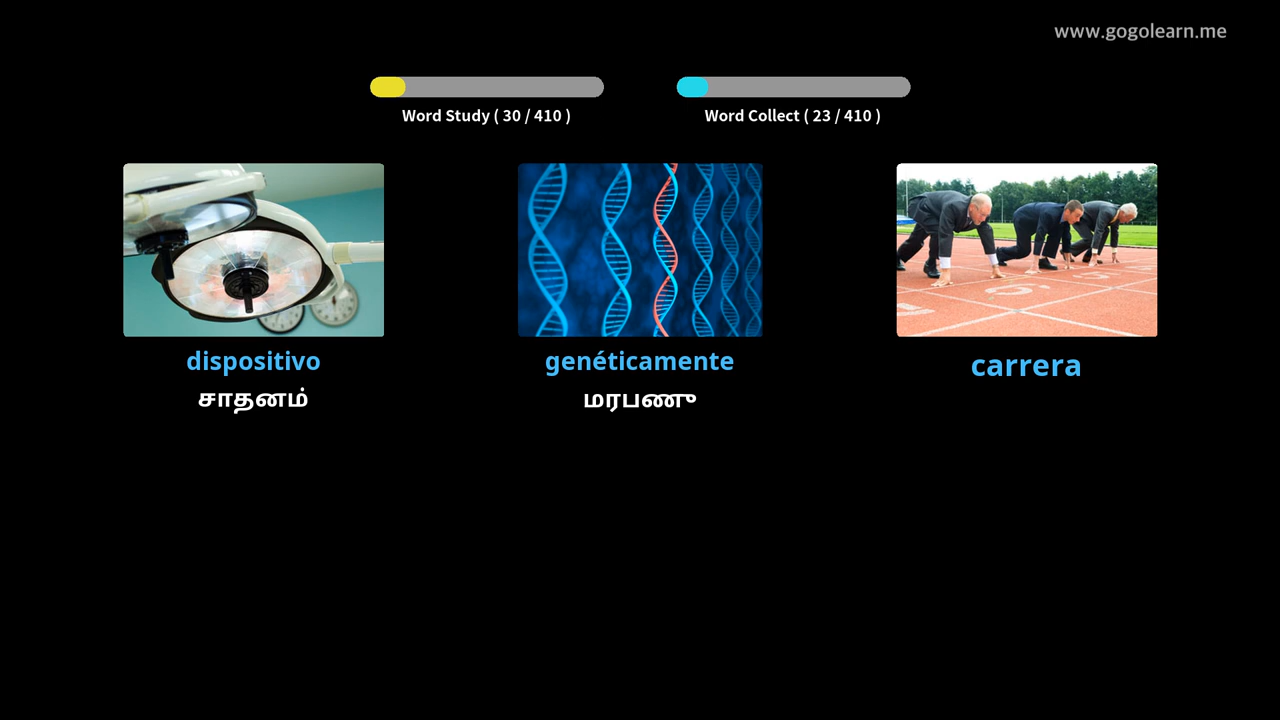 www.gogolearn.me
Word Study ( 30 / 410 )
Word Collect ( 23 / 410 )
dispositivo
genéticamente
carrera
சாதனம்
மரபணு